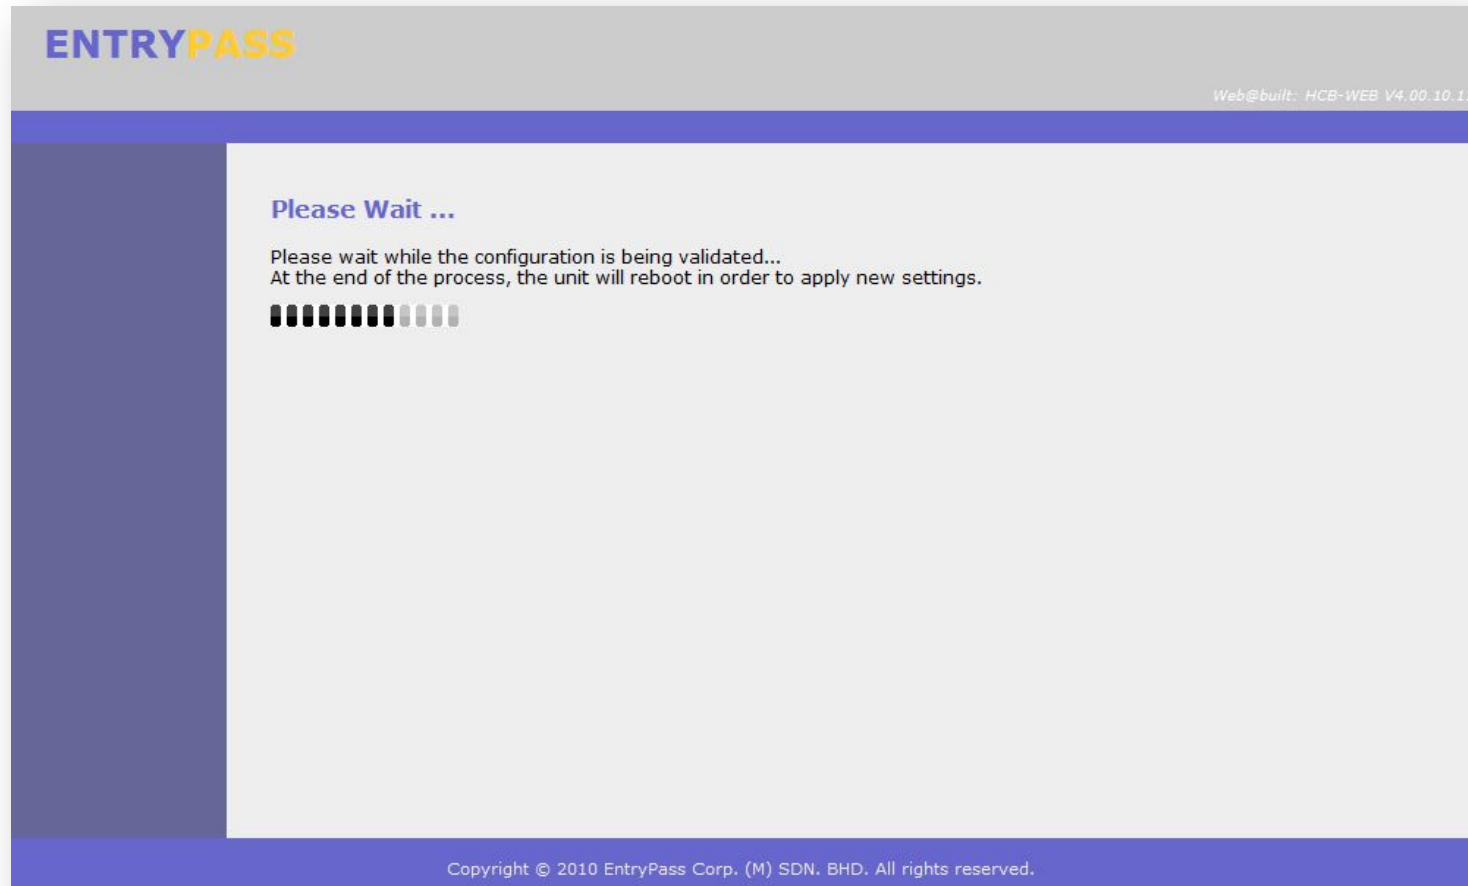 ENTRYPASS
Web@built: HCB-WEB V4.00.10.1
Please Wait ...
Please wait while the configuration is being validated...
At the end of the process, the unit will reboot in order to apply new settings.
Copyright © 2010 EntryPass Corp. (M) SDN. BHD. All rights reserved.